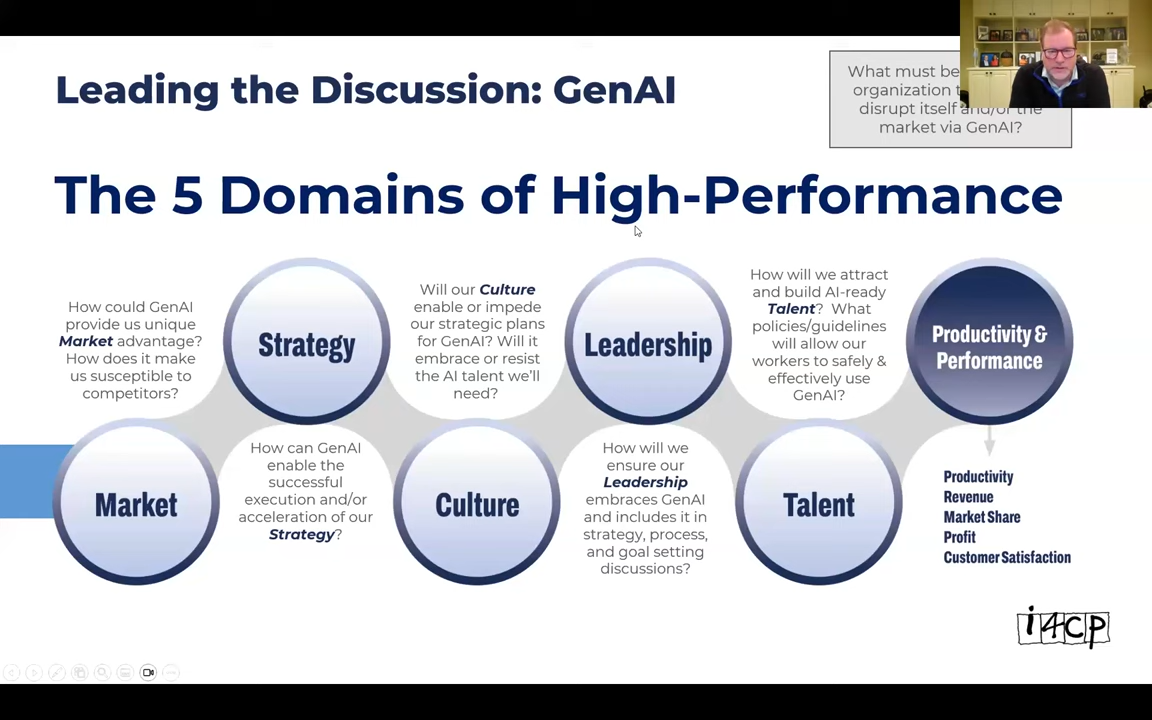 Leading the Discussion: GenAI
What must be
organization t
disrupt itself and/or the
market via GenAI?
The 5 Domains of High-Performance
How could GenAI
provide us unique
Market advantage?
How does it make
us susceptible to
competitors?
Strategy
Will our Culture
enable or impede
our strategic plans
for GenAI? Will it
embrace or resist
the AI talent we'll
need?
Leadership
How will we attract
and build AI-ready
Talent? What
policies/guidelines
will allow our
workers to safely &
effectively use
GenAI?
Productivity &
Performance
Market
How can GenAI
enable the
successful
execution and/or
acceleration of our
Strategy?
Culture
How will we
ensure our
Leadership
embraces GenAI
and includes it in
strategy, process,
and goal setting
discussions?
Talent
Productivity
Revenue
Market Share
Profit
Customer Satisfaction
i4cp